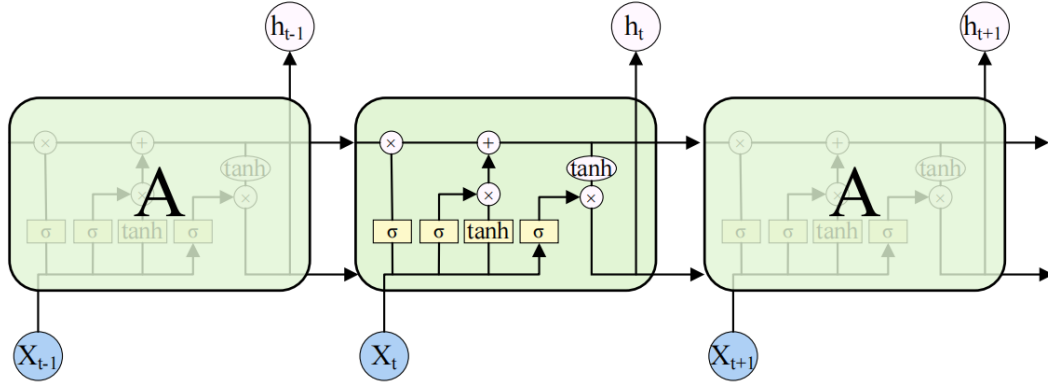 h_{t-1} h_t h_{t+1}
× + × + × +
tanh tanh tanh
A × × × × A × ×
σ σ tanh σ σ σ tanh σ σ σ tanh σ
X_{t-1} X_t X_{t+1}